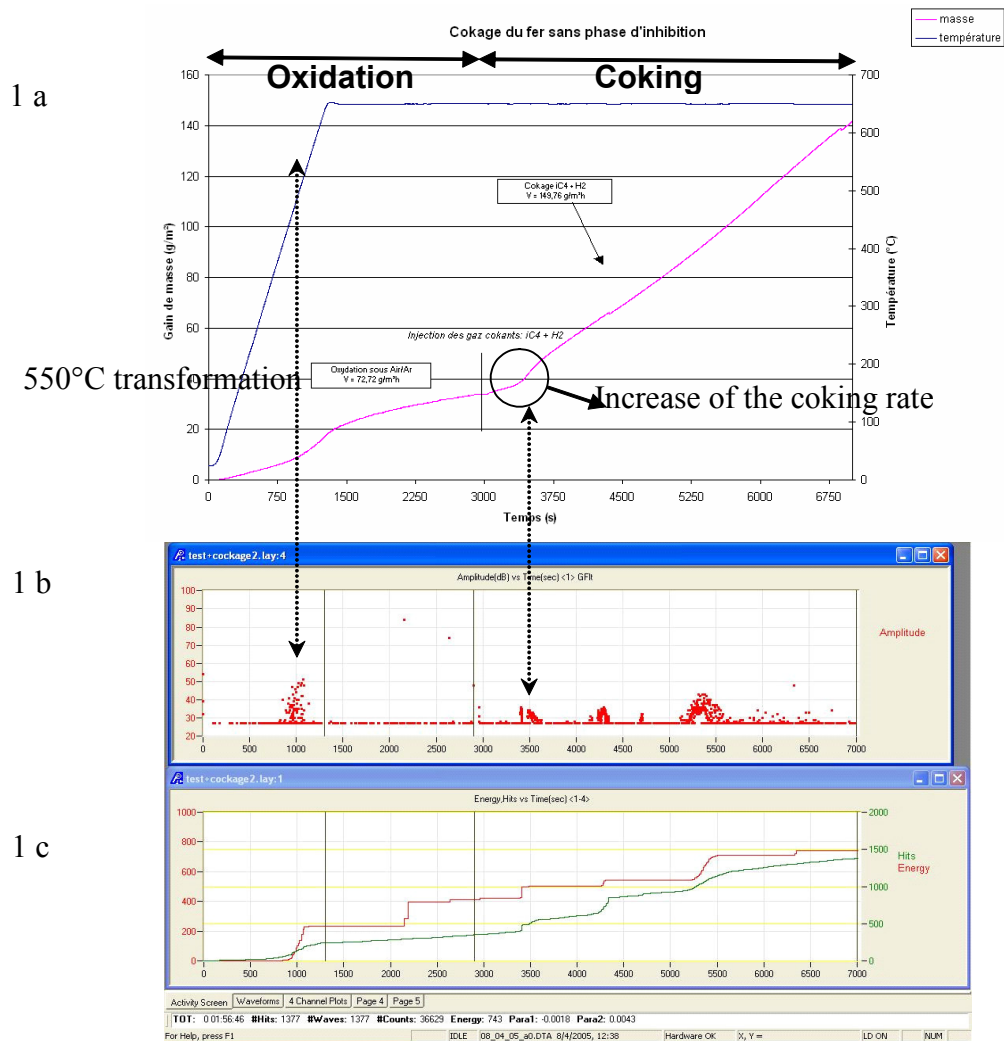 masse
température
Cokage du fer sans phase d'inhibition
Oxidation
Coking
1 a
160
140
120
100
80
60
40
20
0
Gain de masse (g/m²)
700
600
500
400
300
200
100
0
Température (°C)
Cokage iC4 + H2
V = 149,76 g/m²h
Injection des gaz cokants: iC4 + H2
Oxydation sous Air/Ar
V = 72,72 g/m²h
550°C transformation
Increase of the coking rate
0 750 1500 2250 3000 3750 4500 5250 6000 6750
Temps (s)
1 b
test+cockage2.lay:4
Amplitude(dB) vs Time(sec) <1> GFlt
100
90
80
70
60
50
40
30
20
Amplitude
0 500 1000 1500 2000 2500 3000 3500 4000 4500 5000 5500 6000 6500 7000
1 c
test+cockage2.lay:1
Energy,Hits vs Time(sec) <1-4>
1000
800
600
400
200
0
2000
1500
1000
500
0
Hits
Energy
0 500 1000 1500 2000 2500 3000 3500 4000 4500 5000 5500 6000 6500 7000
Activity Screen Waveforms 4 Channel Plots Page 4 Page 5
TOT: 0 01:56:46 #Hits: 1377 #Waves: 1377 #Counts: 36629 Energy: 743 Para1: -0.0018 Para2: 0.0043
For Help, press F1 IDLE 08_04_05_a0.DTA 8/4/2005, 12:38 Hardware OK X, Y = LD ON NUM